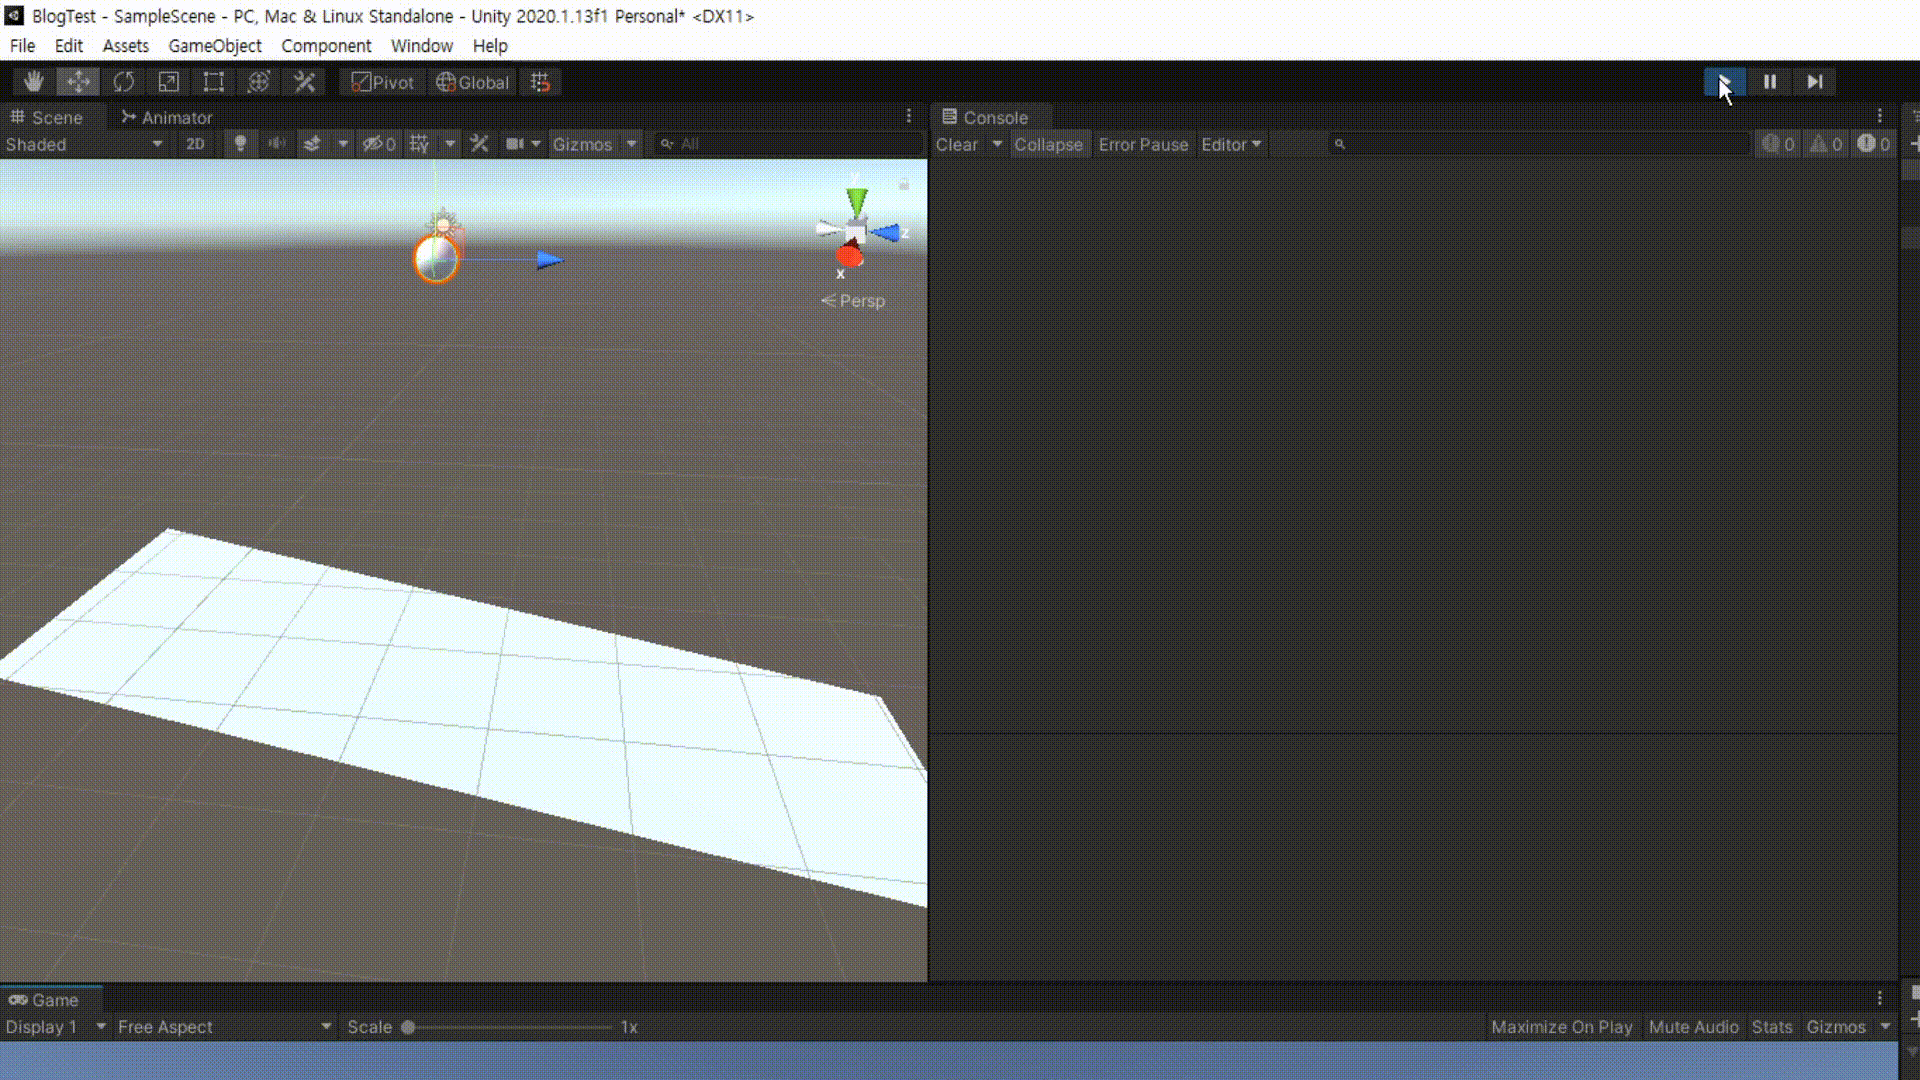 BlogTest - SampleScene - PC, Mac & Linux Standalone - Unity 2020.1.13f1 Personal* <DX11>
File Edit Assets GameObject Component Window Help
Pivot Global
Scene Animator
Console
Shaded 2D 0 Gizmos All
Clear Collapse Error Pause Editor 0 0 0
y
z
x
Persp
Game
Display 1 Free Aspect Scale 1x Maximize On Play Mute Audio Stats Gizmos